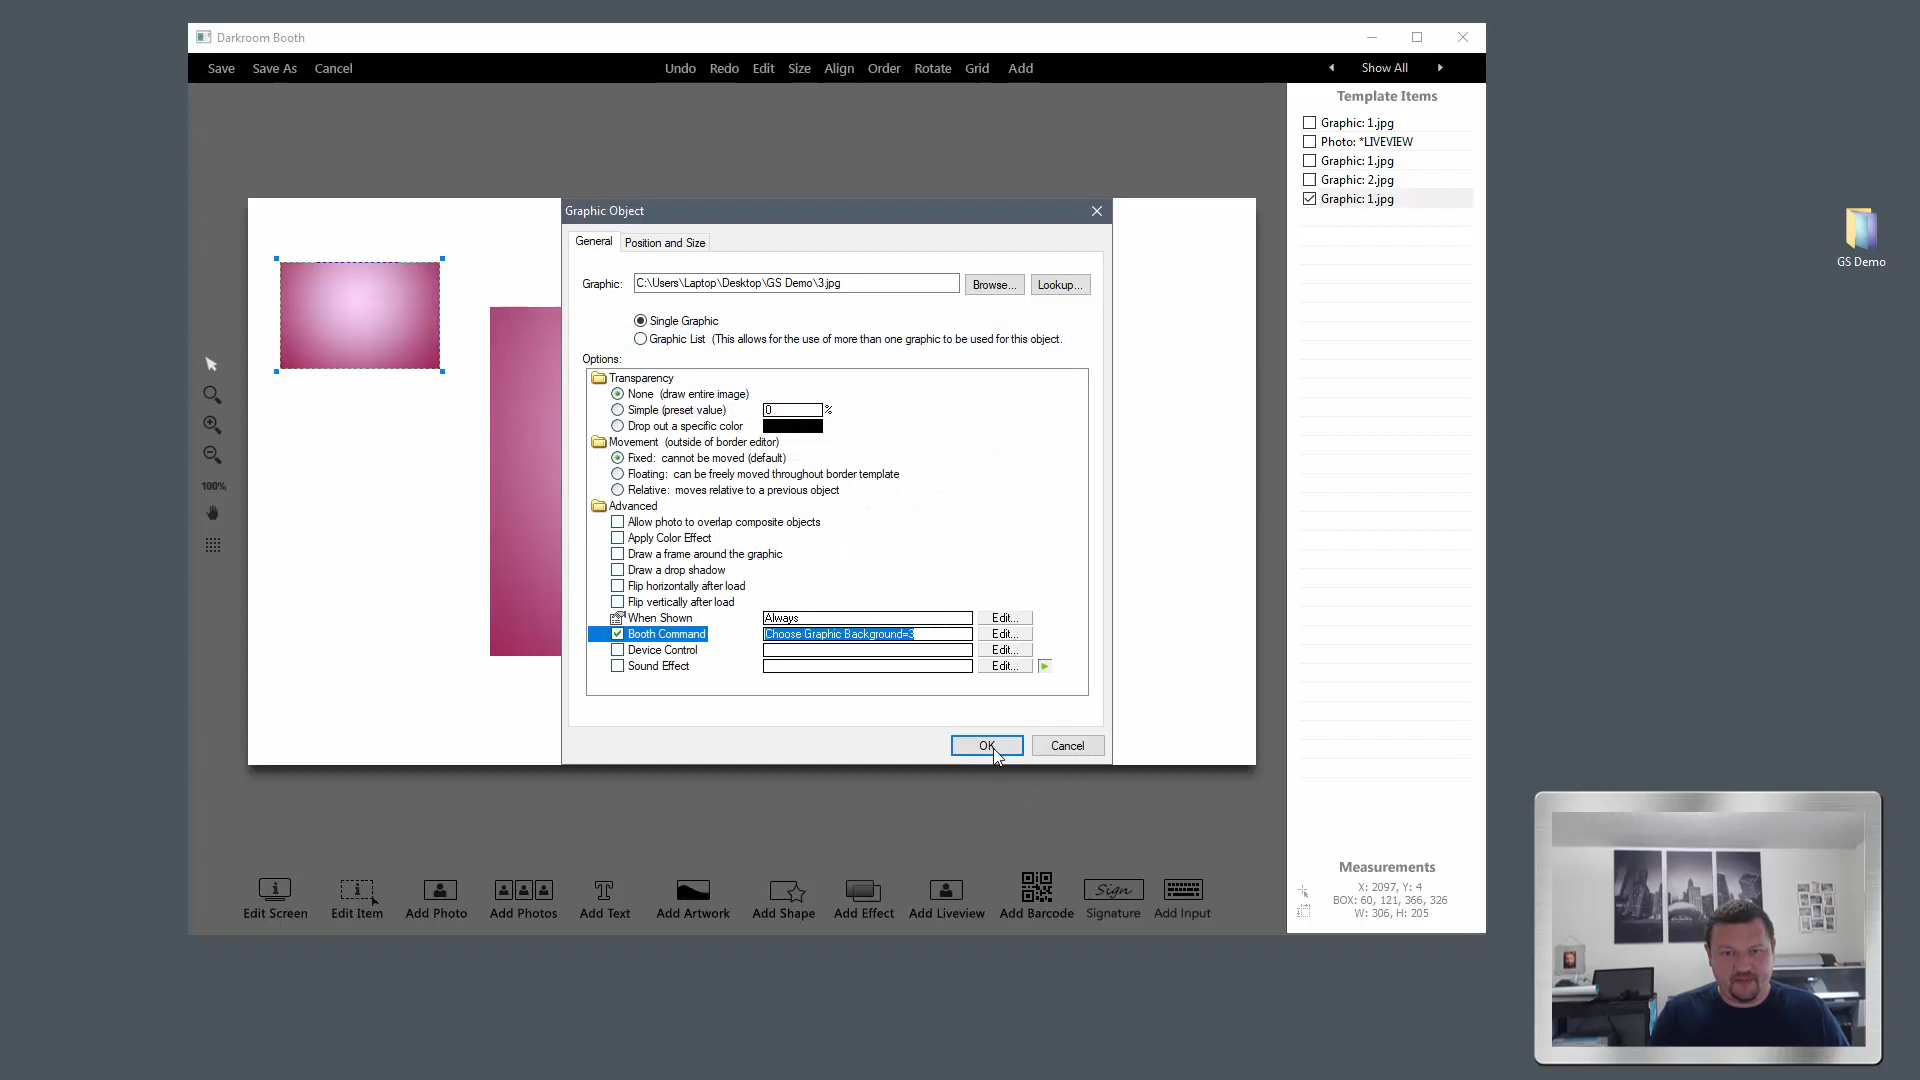 Darkroom Booth
Save Save As Cancel Undo Redo Edit Size Align Order Rotate Grid Add Show All
Template Items
Graphic: 1.jpg
Photo: *LIVEVIEW
Graphic: 1.jpg
Graphic: 2.jpg
Graphic: 1.jpg
GS Demo
Graphic Object
General Position and Size
Graphic: C:\Users\Laptop\Desktop\GS Demo\3.jpg Browse... Lookup...
Single Graphic
Graphic List (This allows for the use of more than one graphic to be used for this object.
Options:
Transparency
None (draw entire image)
Simple (preset value) 0 %
Drop out a specific color
Movement (outside of border editor)
Fixed: cannot be moved (default)
Floating: can be freely moved throughout border template
Relative: moves relative to a previous object
Advanced
Allow photo to overlap composite objects
Apply Color Effect
Draw a frame around the graphic
Draw a drop shadow
Flip horizontally after load
Flip vertically after load
When Shown Always Edit...
Booth Command Choose Graphic Background=3 Edit...
Device Control Edit...
Sound Effect Edit...
OK Cancel
100%
Measurements
X: 2097, Y: 4
BOX: 60, 121, 366, 326
W: 306, H: 205
Sign
Edit Screen Edit Item Add Photo Add Photos Add Text Add Artwork Add Shape Add Effect Add Liveview Add Barcode Signature Add Input